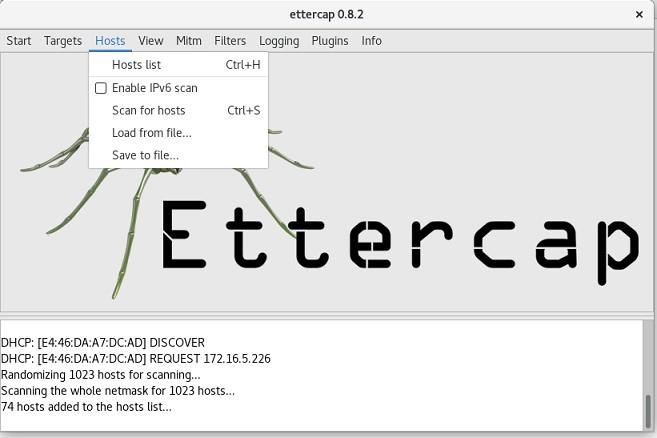 ettercap 0.8.2
×
Start Targets Hosts View Mitm Filters Logging Plugins Info
Hosts list Ctrl+H
Enable IPv6 scan
Scan for hosts Ctrl+S
Load from file...
Save to file...
Ettercap
DHCP: [E4:46:DA:A7:DC:AD] DISCOVER
DHCP: [E4:46:DA:A7:DC:AD] REQUEST 172.16.5.226
Randomizing 1023 hosts for scanning...
Scanning the whole netmask for 1023 hosts...
74 hosts added to the hosts list...